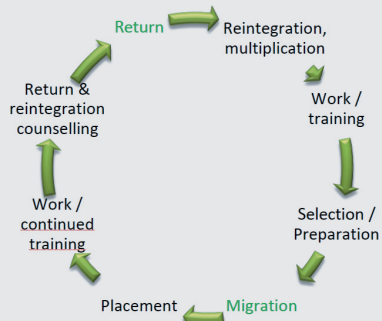 Return
Reintegration,
multiplication
Work /
training
Selection /
Preparation
Migration
Placement
Work /
continued
training
Return &
reintegration
counselling